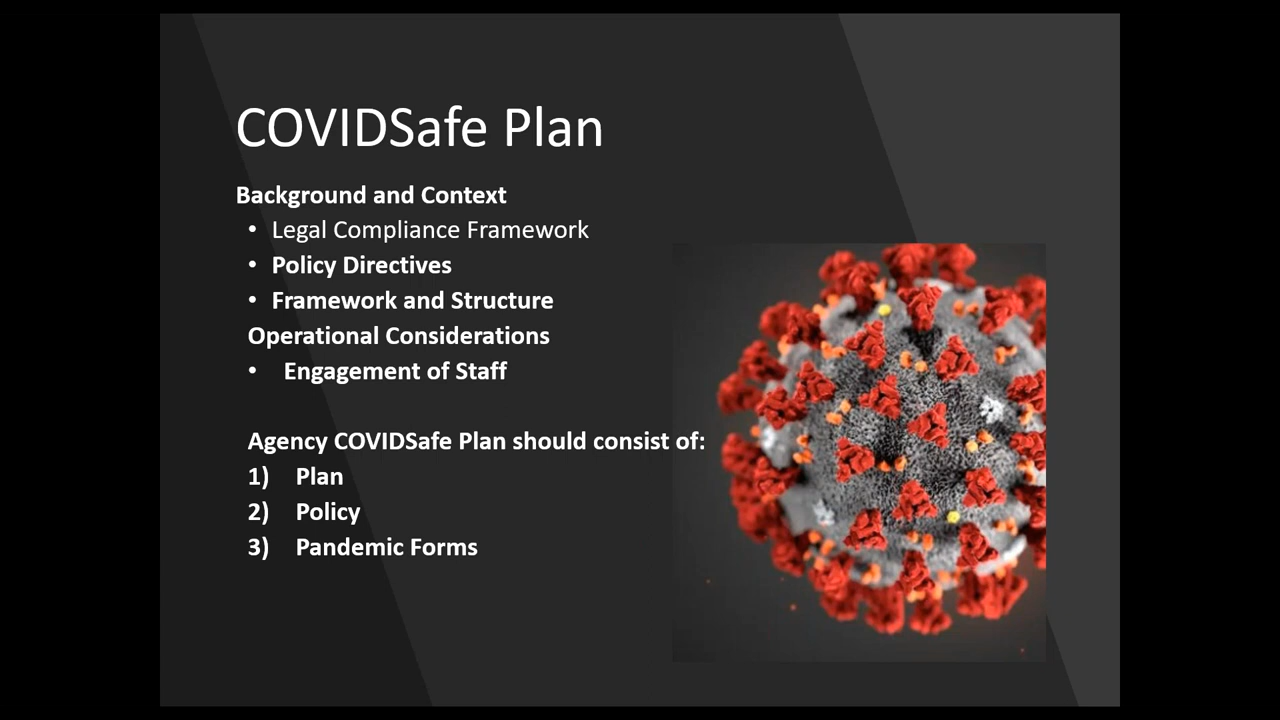 COVIDSafe Plan
Background and Context
• Legal Compliance Framework
• Policy Directives
• Framework and Structure
Operational Considerations
• Engagement of Staff
Agency COVIDSafe Plan should consist of:
1) Plan
2) Policy
3) Pandemic Forms